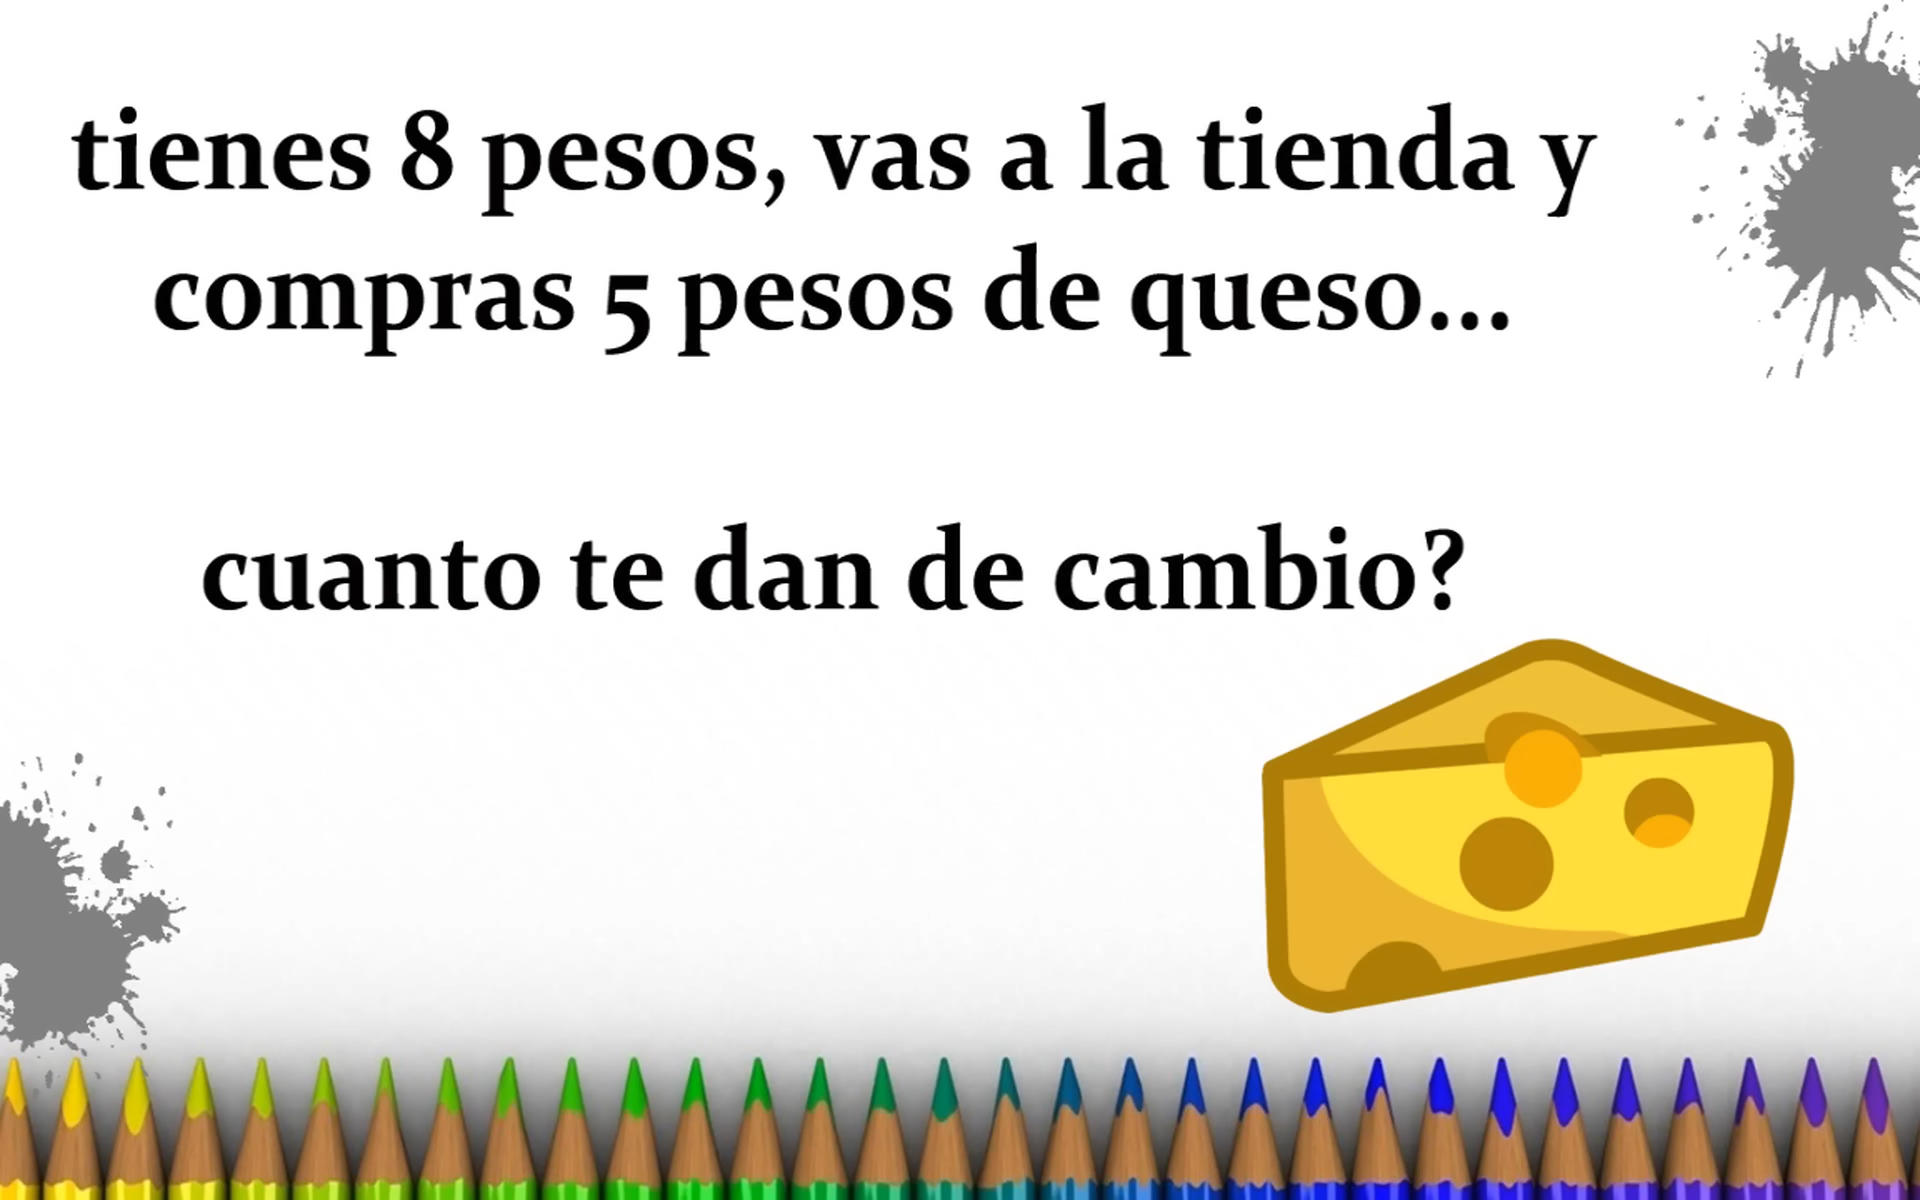 tienes 8 pesos, vas a la tienda y
compras 5 pesos de queso...
cuanto te dan de cambio?